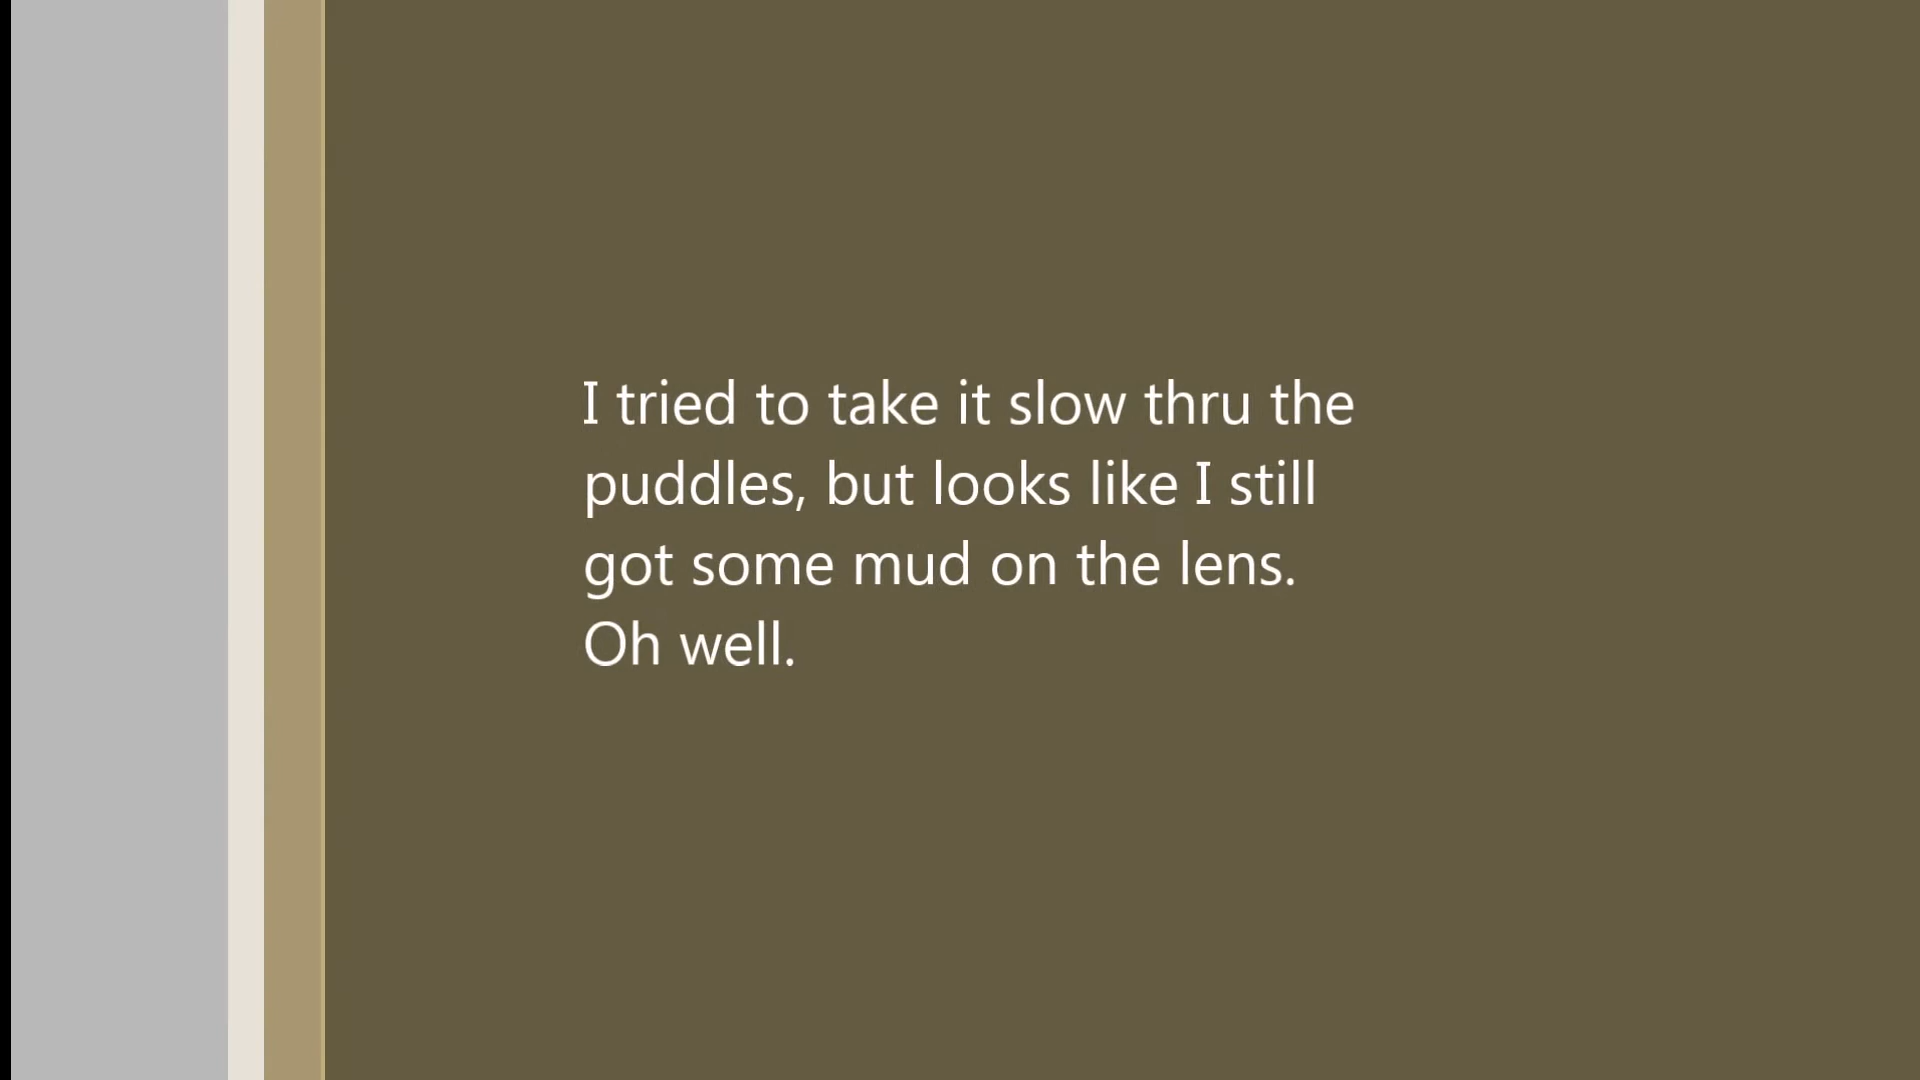 I tried to take it slow thru the
puddles, but looks like I still
got some mud on the lens.
Oh well.